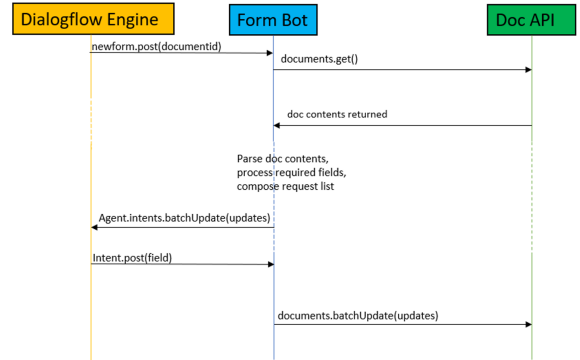 Dialogflow Engine
Form Bot
Doc API
newform.post(documentid)
documents.get()
doc contents returned
Parse doc contents,
process required fields,
compose request list
Agent.intents.batchUpdate(updates)
Intent.post(field)
documents.batchUpdate(updates)